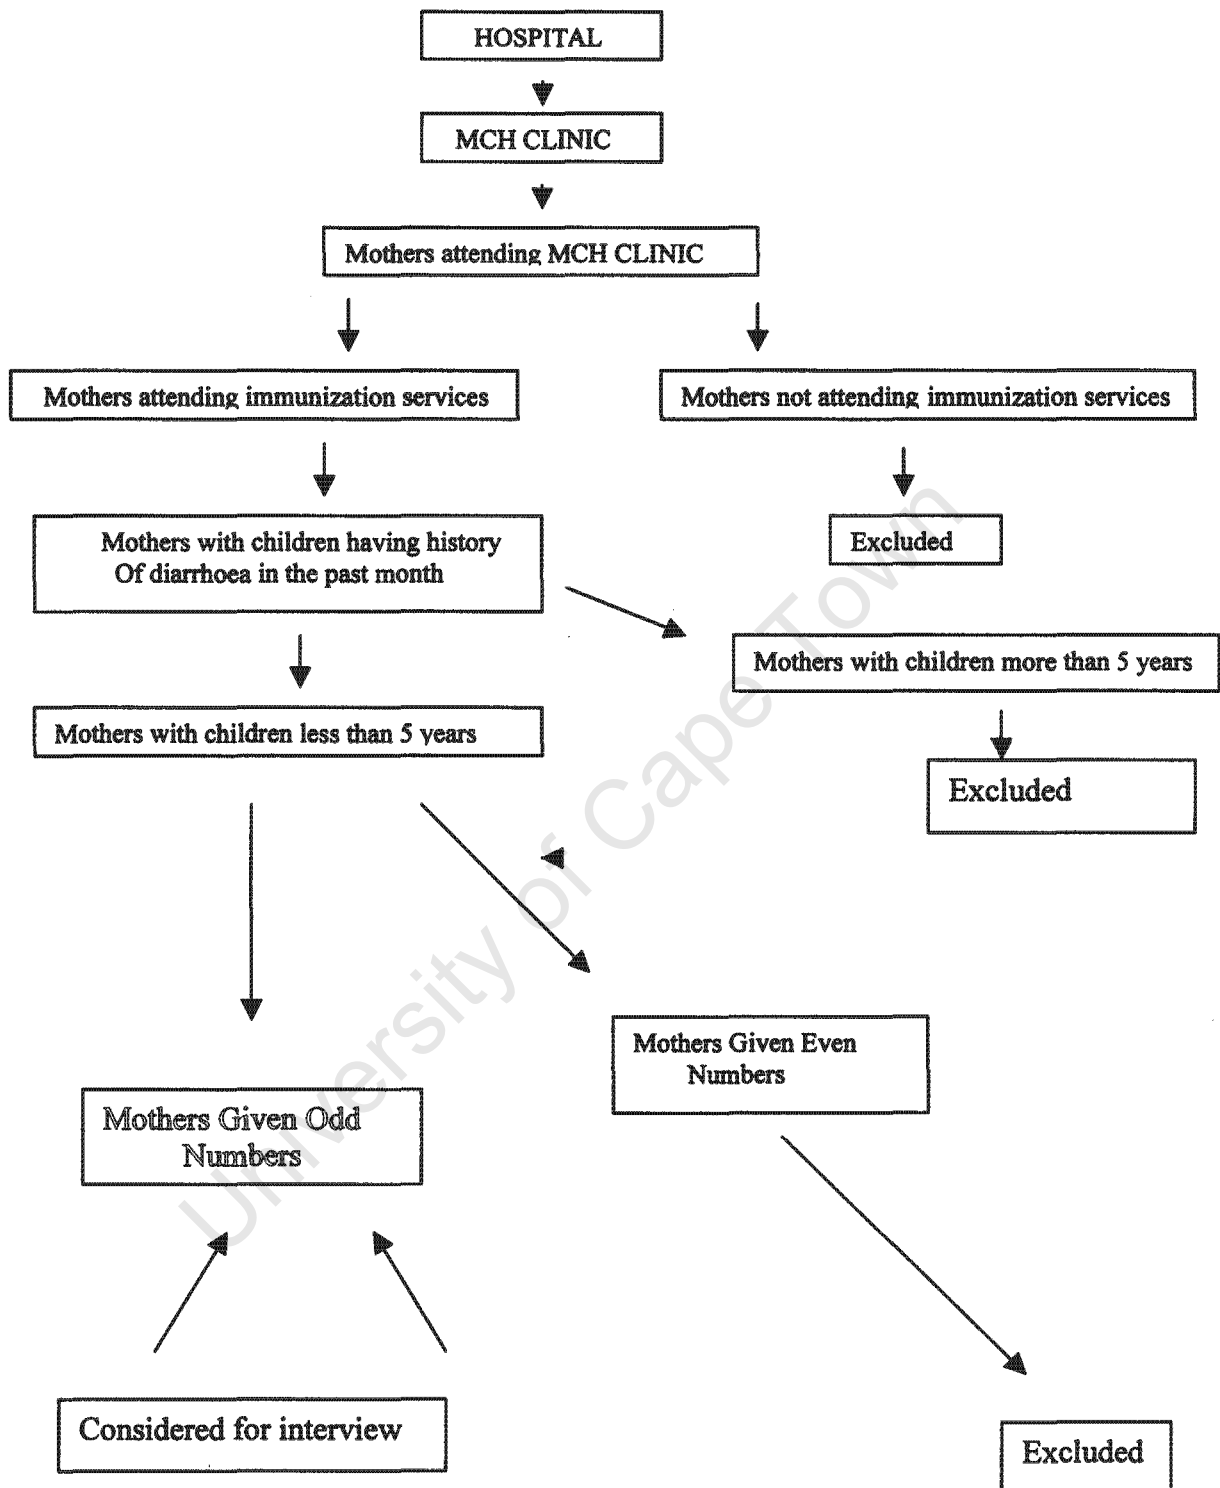 HOSPITAL
MCH CLINIC
Mothers attending MCH CLINIC
Mothers attending immunization services
Mothers not attending immunization services
Mothers with children having history
Of diarrhoea in the past month
Excluded
Mothers with children more than 5 years
Mothers with children less than 5 years
Excluded
Mothers Given Even
Numbers
Mothers Given Odd
Numbers
Considered for interview
Excluded
University of Cape Town